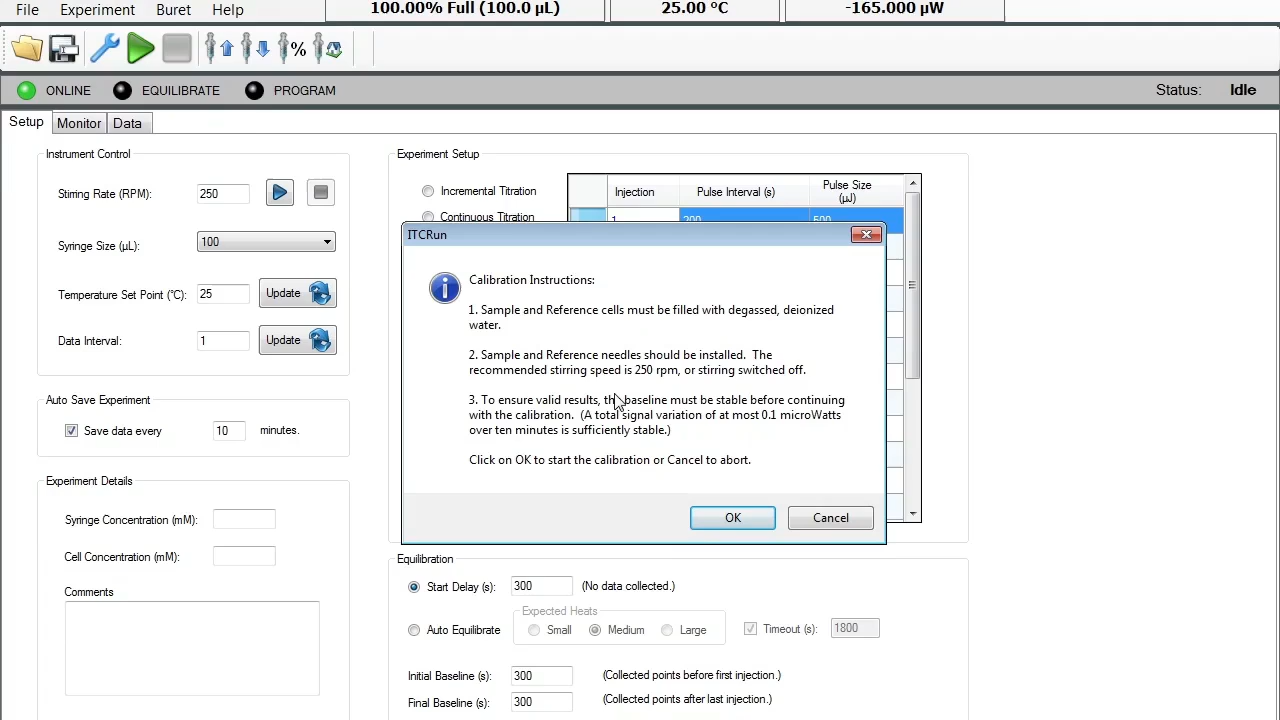 File Experiment Buret Help
100.00% Full (100.0 µL) 25.00 ºC -165.000 µW
%
ONLINE EQUILIBRATE PROGRAM Status: Idle
Setup Monitor Data
Instrument Control
Stirring Rate (RPM): 250
Syringe Size (µL): 100
Temperature Set Point (°C): 25 Update
Data Interval: 1 Update
Auto Save Experiment
Save data every 10 minutes.
Experiment Details
Syringe Concentration (mM):
Cell Concentration (mM):
Comments
Experiment Setup
Incremental Titration
Continuous Titration
Injection Pulse Interval (s) Pulse Size
(µJ)
1 200 500
ITCRun
Calibration Instructions:
1. Sample and Reference cells must be filled with degassed, deionized
water.
2. Sample and Reference needles should be installed. The
recommended stirring speed is 250 rpm, or stirring switched off.
3. To ensure valid results, the baseline must be stable before continuing
with the calibration. (A total signal variation of at most 0.1 microWatts
over ten minutes is sufficiently stable.)
Click on OK to start the calibration or Cancel to abort.
OK Cancel
Equilibration
Start Delay (s): 300 (No data collected.)
Expected Heats
Auto Equilibrate Small Medium Large Timeout (s): 1800
Initial Baseline (s): 300 (Collected points before first injection.)
Final Baseline (s): 300 (Collected points after last injection.)